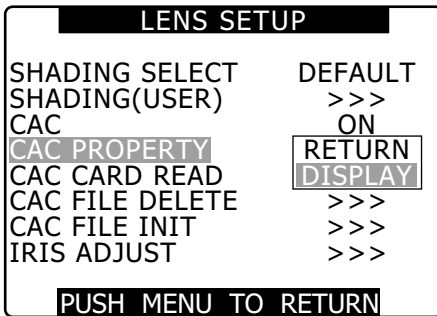 LENS SETUP
SHADING SELECT DEFAULT
SHADING(USER) >>>
CAC ON
CAC PROPERTY RETURN
CAC CARD READ DISPLAY
CAC FILE DELETE >>>
CAC FILE INIT >>>
IRIS ADJUST >>>
PUSH MENU TO RETURN